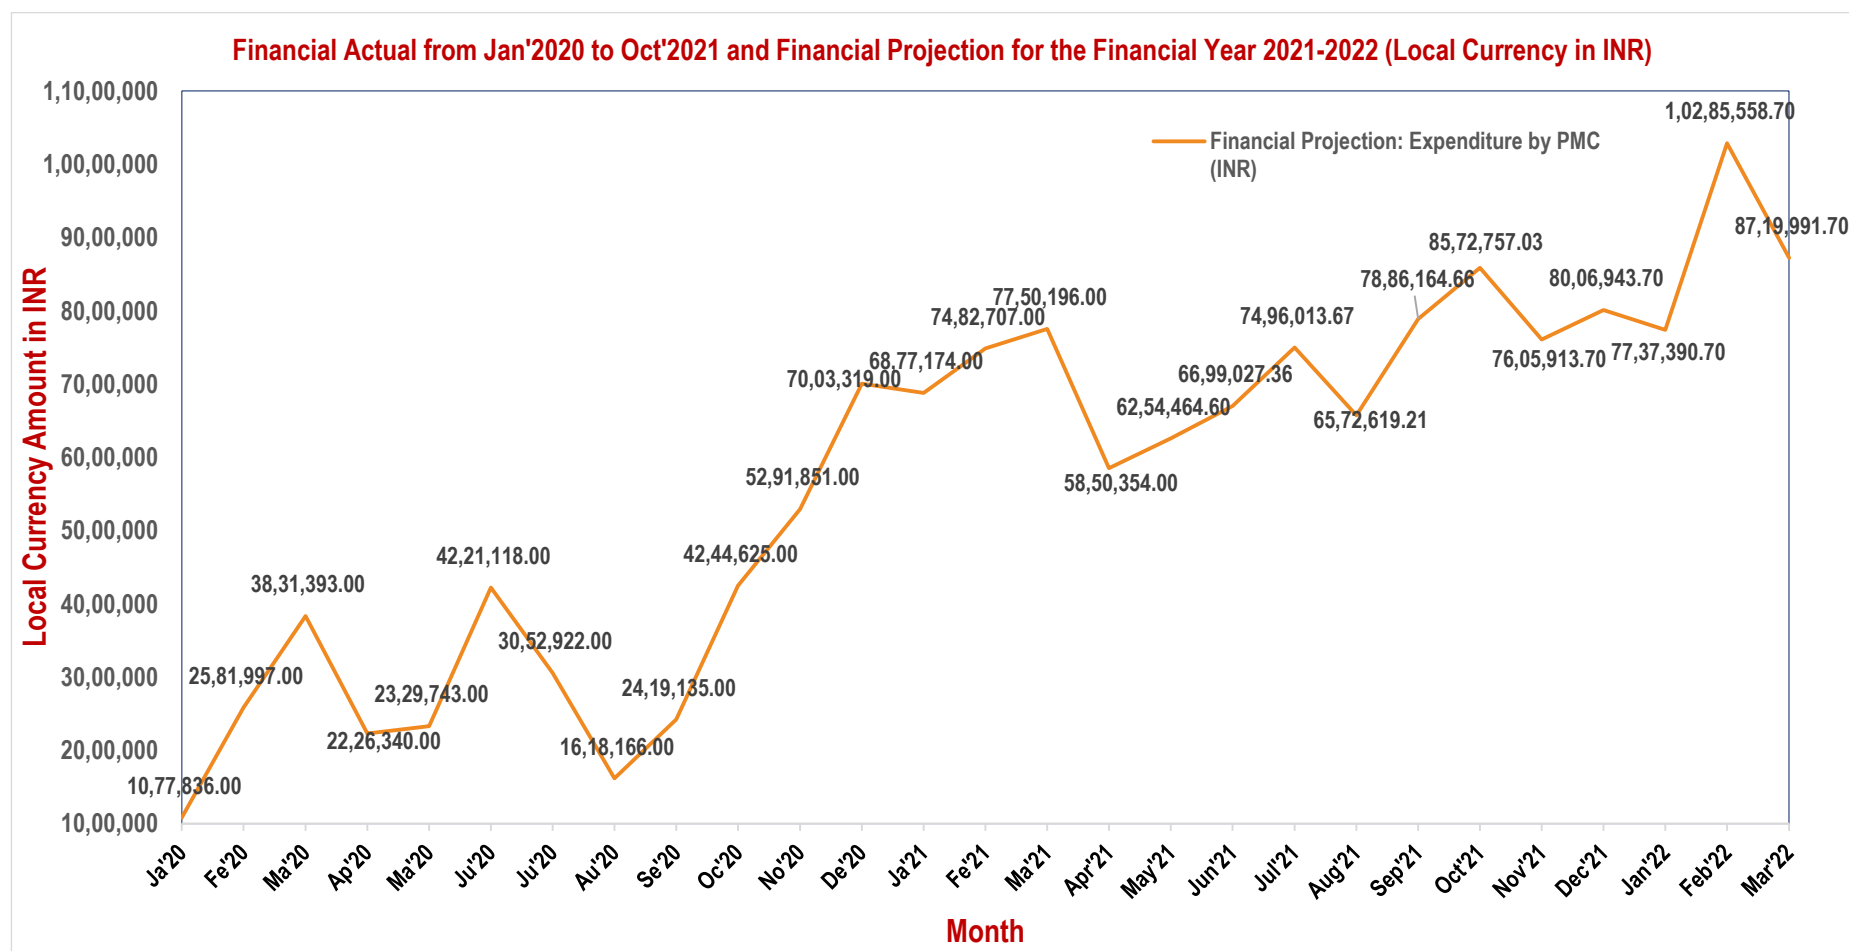 Financial Actual from Jan'2020 to Oct'2021 and Financial Projection for the Financial Year 2021-2022 (Local Currency in INR)
Local Currency Amount in INR
1,10,00,000
1,00,00,000
90,00,000
80,00,000
70,00,000
60,00,000
50,00,000
40,00,000
30,00,000
20,00,000
10,00,000
Financial Projection: Expenditure by PMC
(INR)
10,77,836.00
25,81,997.00
38,31,393.00
22,26,340.00
23,29,743.00
42,21,118.00
30,52,922.00
16,18,166.00
24,19,135.00
42,44,625.00
52,91,851.00
70,03,319.00
68,77,174.00
74,82,707.00
77,50,196.00
58,50,354.00
62,54,464.60
66,99,027.36
74,96,013.67
65,72,619.21
78,86,164.66
85,72,757.03
76,05,913.70
80,06,943.70
77,37,390.70
1,02,85,558.70
87,19,991.70
Ja'20
Fe'20
Ma'20
Ap'20
Ma'20
Ju'20
Ju'20
Au'20
Se'20
Oc'20
No'20
De'20
Ja'21
Fe'21
Ma'21
Apr'21
May'21
Jun'21
Jul'21
Aug'21
Sep'21
Oct'21
Nov'21
Dec'21
Jan'22
Feb'22
Mar'22
Month